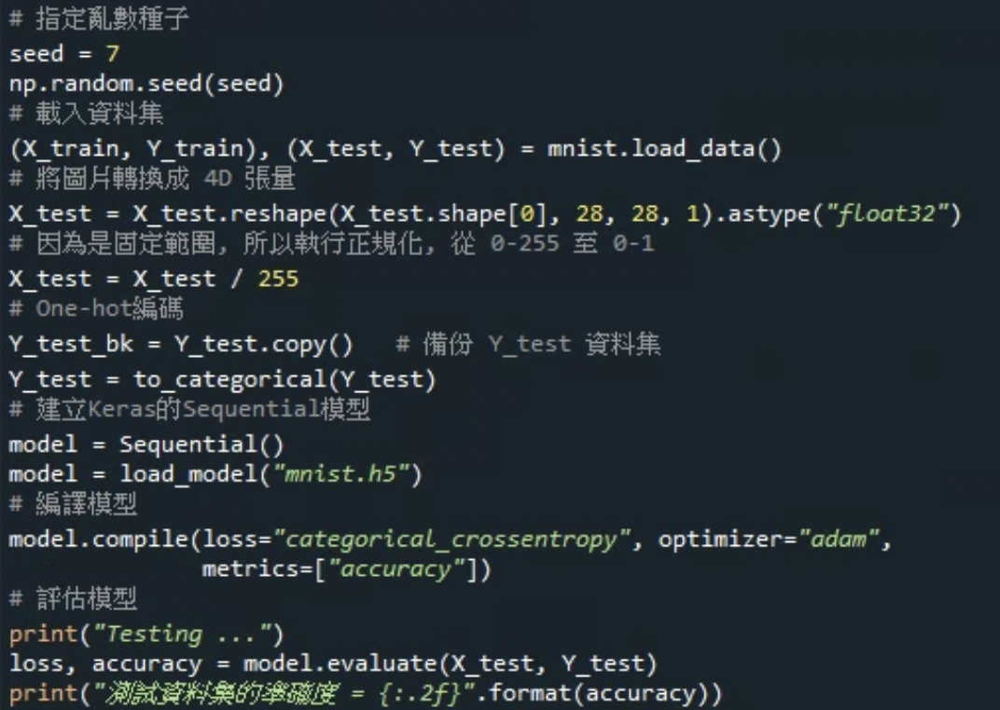 # 指定亂數種子
seed = 7
np.random.seed(seed)
# 載入資料集
(X_train, Y_train), (X_test, Y_test) = mnist.load_data()
# 將圖片轉換成 4D 張量
X_test = X_test.reshape(X_test.shape[0], 28, 28, 1).astype("float32")
# 因為是固定範圍, 所以執行正規化, 從 0-255 至 0-1
X_test = X_test / 255
# One-hot編碼
Y_test_bk = Y_test.copy()   # 備份 Y_test 資料集
Y_test = to_categorical(Y_test)
# 建立Keras的Sequential模型
model = Sequential()
model = load_model("mnist.h5")
# 編譯模型
model.compile(loss="categorical_crossentropy", optimizer="adam",
              metrics=["accuracy"])
# 評估模型
print("Testing ...")
loss, accuracy = model.evaluate(X_test, Y_test)
print("測試資料集的準確度 = {:.2f}".format(accuracy))